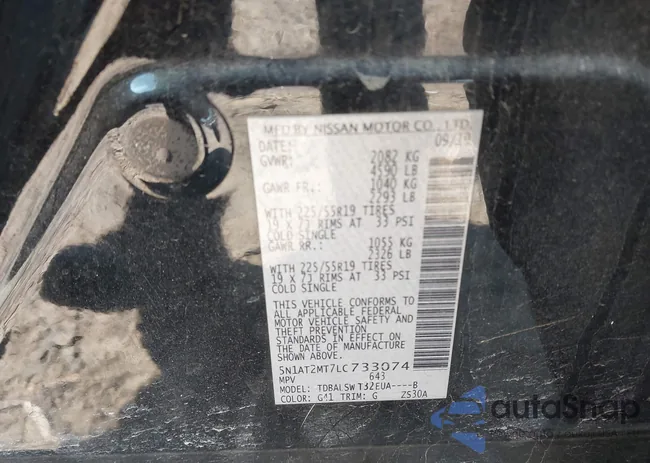 MFD BY NISSAN MOTOR CO., LTD.
DATE: 09/19
GVWR: 2082 KG
4590 LB
GAWR FR.: 1040 KG
2293 LB
WITH 225/55R19 TIRES
19 X 7J RIMS AT 33 PSI
COLD SINGLE
GAWR RR.: 1055 KG
2326 LB
WITH 225/55R19 TIRES
19 X 7J RIMS AT 33 PSI
COLD SINGLE
THIS VEHICLE CONFORMS TO
ALL APPLICABLE FEDERAL
MOTOR VEHICLE SAFETY AND
THEFT PREVENTION
STANDARDS IN EFFECT ON THE
DATE OF MANUFACTURE
SHOWN ABOVE.
5N1AT2MT7LC733074
MPV 643
MODEL: TDBALSWT32EUA----B
COLOR: G41 TRIM: G ZS30A
autoSnap